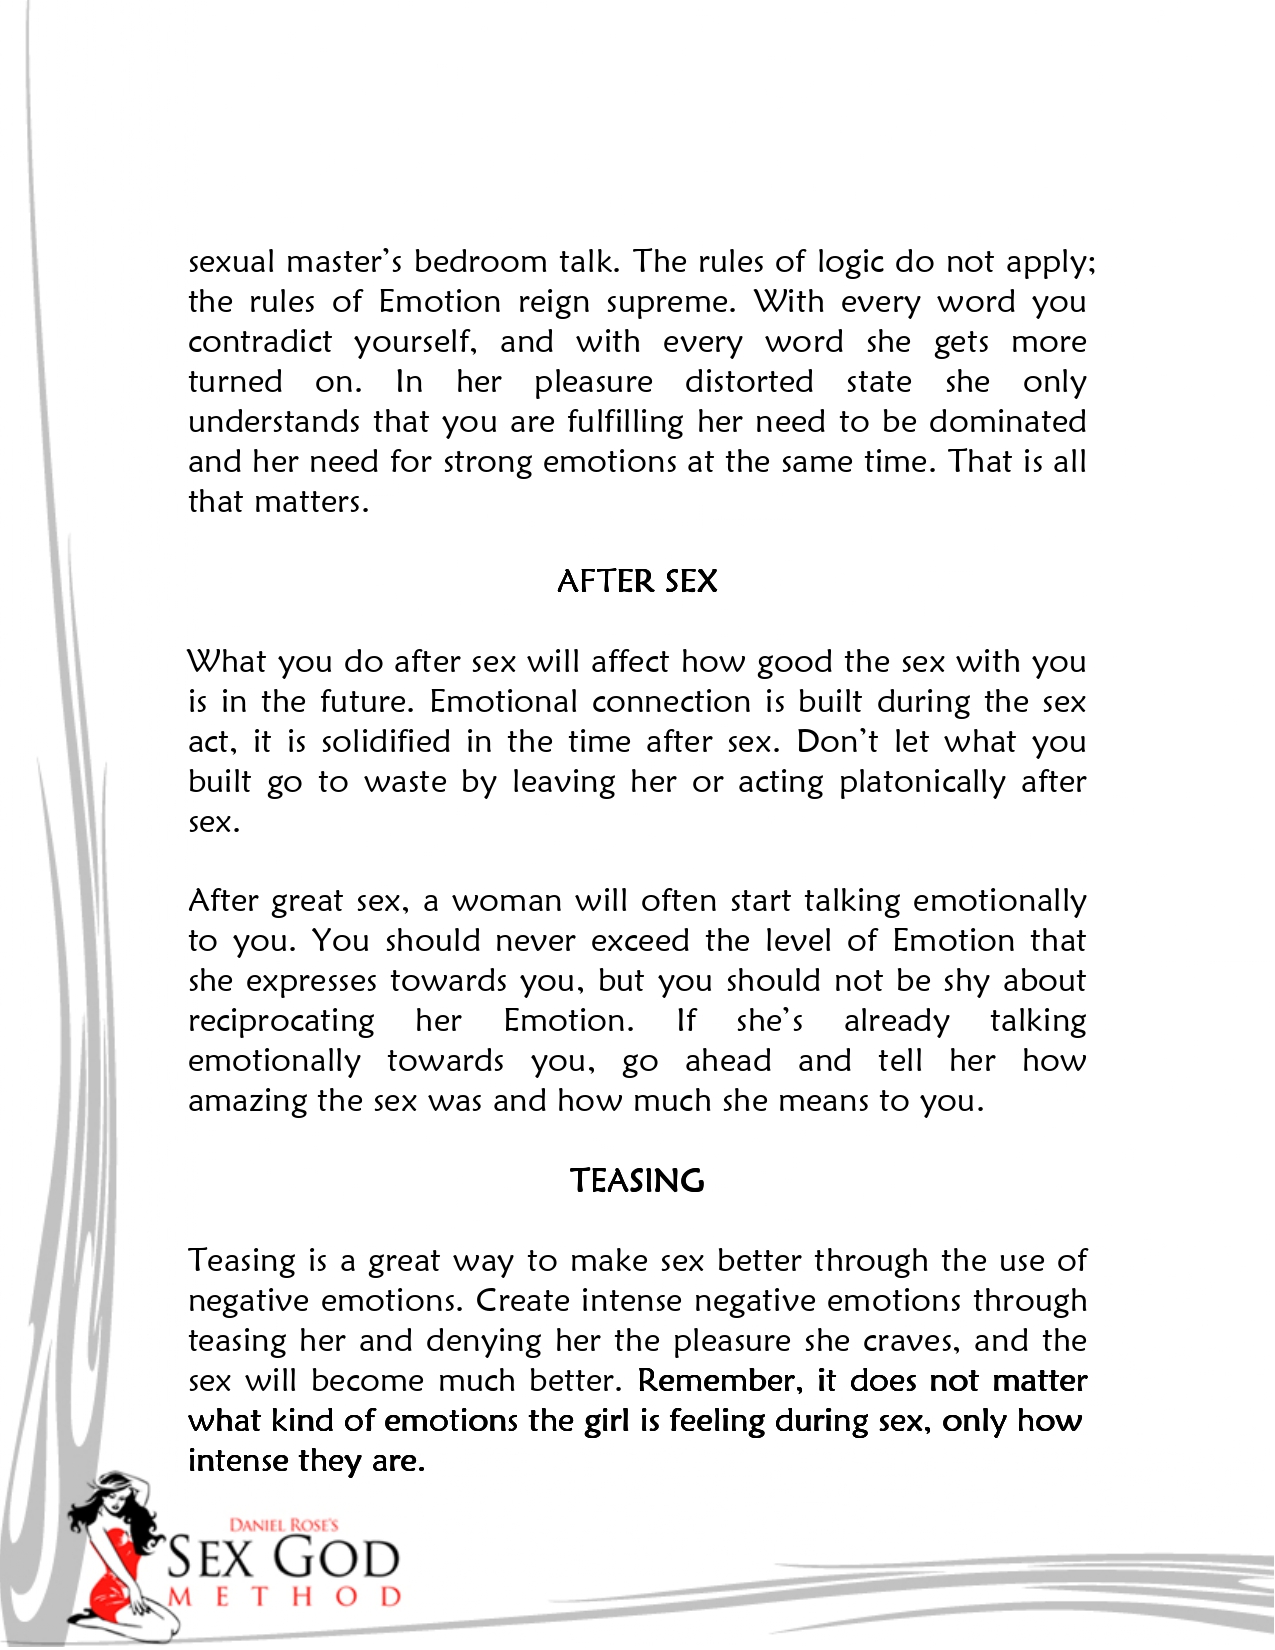 sexual master’s bedroom talk. The rules of logic do not apply;
the rules of Emotion reign supreme. With every word you
contradict yourself, and with every word she gets more
turned on. In her pleasure distorted state she only
understands that you are fulfilling her need to be dominated
and her need for strong emotions at the same time. That is all
that matters.
AFTER SEX
What you do after sex will affect how good the sex with you
is in the future. Emotional connection is built during the sex
act, it is solidified in the time after sex. Don’t let what you
built go to waste by leaving her or acting platonically after
sex.
After great sex, a woman will often start talking emotionally
to you. You should never exceed the level of Emotion that
she expresses towards you, but you should not be shy about
reciprocating her Emotion. If she’s already talking
emotionally towards you, go ahead and tell her how
amazing the sex was and how much she means to you.
TEASING
Teasing is a great way to make sex better through the use of
negative emotions. Create intense negative emotions through
teasing her and denying her the pleasure she craves, and the
sex will become much better. Remember, it does not matter
what kind of emotions the girl is feeling during sex, only how
intense they are.
DANIEL ROSE’S
SEX GOD
METHOD